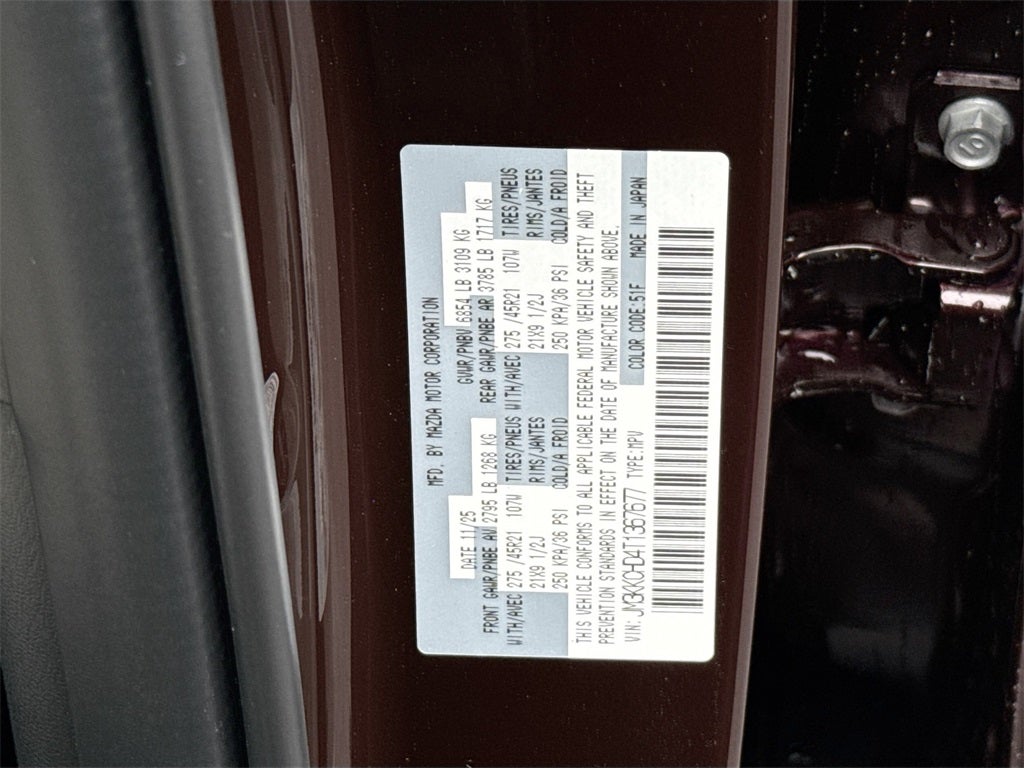 MFD. BY MAZDA MOTOR CORPORATION
DATE 11/25 GVWR/PNBV 6854 LB 3109 KG
FRONT GAWR/PNBE AV 2795 LB 1268 KG REAR GAWR/PNBE AR 3785 LB 1717 KG
WITH/AVEC 275 /45R21 107W TIRES/PNEUS WITH/AVEC 275 /45R21 107W TIRES/PNEUS
21X9 1/2J RIMS/JANTES 21X9 1/2J RIMS/JANTES
250 KPA/36 PSI COLD/A FROID 250 KPA/36 PSI COLD/A FROID
THIS VEHICLE CONFORMS TO ALL APPLICABLE FEDERAL MOTOR VEHICLE SAFETY AND THEFT
PREVENTION STANDARDS IN EFFECT ON THE DATE OF MANUFACTURE SHOWN ABOVE.
VIN: JM3KKCHD4T1367677 TYPE:MPV COLOR CODE:51F MADE IN JAPAN